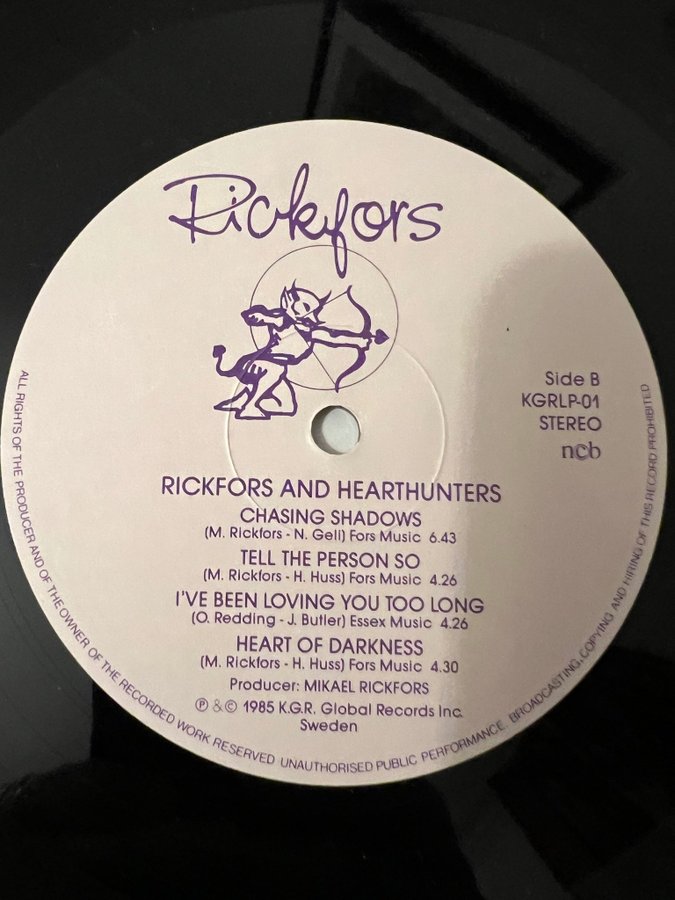 Rickfors
Side B
KGRLP-01
STEREO
ncb
RICKFORS AND HEARTHUNTERS
CHASING SHADOWS
(M. Rickfors - N. Gell) Fors Music 6.43
TELL THE PERSON SO
(M. Rickfors - H. Huss) Fors Music 4.26
I'VE BEEN LOVING YOU TOO LONG
(O. Redding - J. Butler) Essex Music 4.26
HEART OF DARKNESS
(M. Rickfors - H. Huss) Fors Music 4.30
Producer: MIKAEL RICKFORS
℗ & © 1985 K.G.R. Global Records Inc.
Sweden
ALL RIGHTS OF THE PRODUCER AND OF THE OWNER OF THE RECORDED WORK RESERVED UNAUTHORISED PUBLIC PERFORMANCE, BROADCASTING, COPYING AND HIRING OF THIS RECORD PROHIBITED